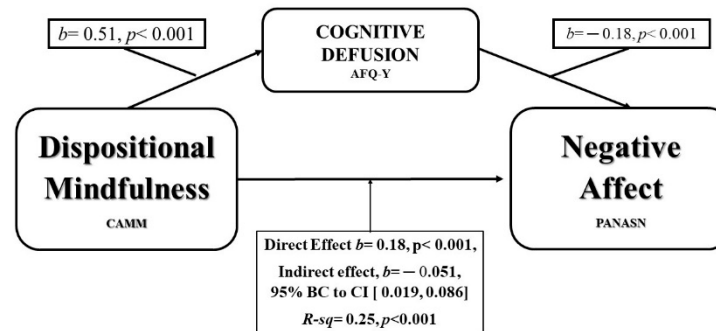 b= 0.51, p< 0.001
COGNITIVE
DEFUSION
AFQ-Y
b= – 0.18, p< 0.001
Dispositional
Mindfulness
CAMM
Negative
Affect
PANASN
Direct Effect b= 0.18, p< 0.001,
Indirect effect, b= – 0.051,
95% BC to CI [ 0.019, 0.086]
R-sq= 0.25, p<0.001